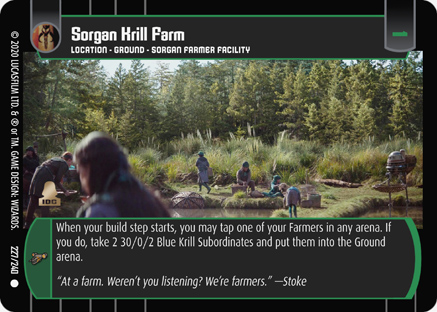 Sorgan Krill Farm
LOCATION - GROUND - SORGAN FARMER FACILITY
When your build step starts, you may tap one of your Farmers in any arena. If
you do, take 2 30/0/2 Blue Krill Subordinates and put them into the Ground
arena.
“At a farm. Weren’t you listening? We’re farmers.” —Stoke
© 2020 LUCASFILM LTD. & ® or TM. GAME DESIGN WIZARDS.
227/240